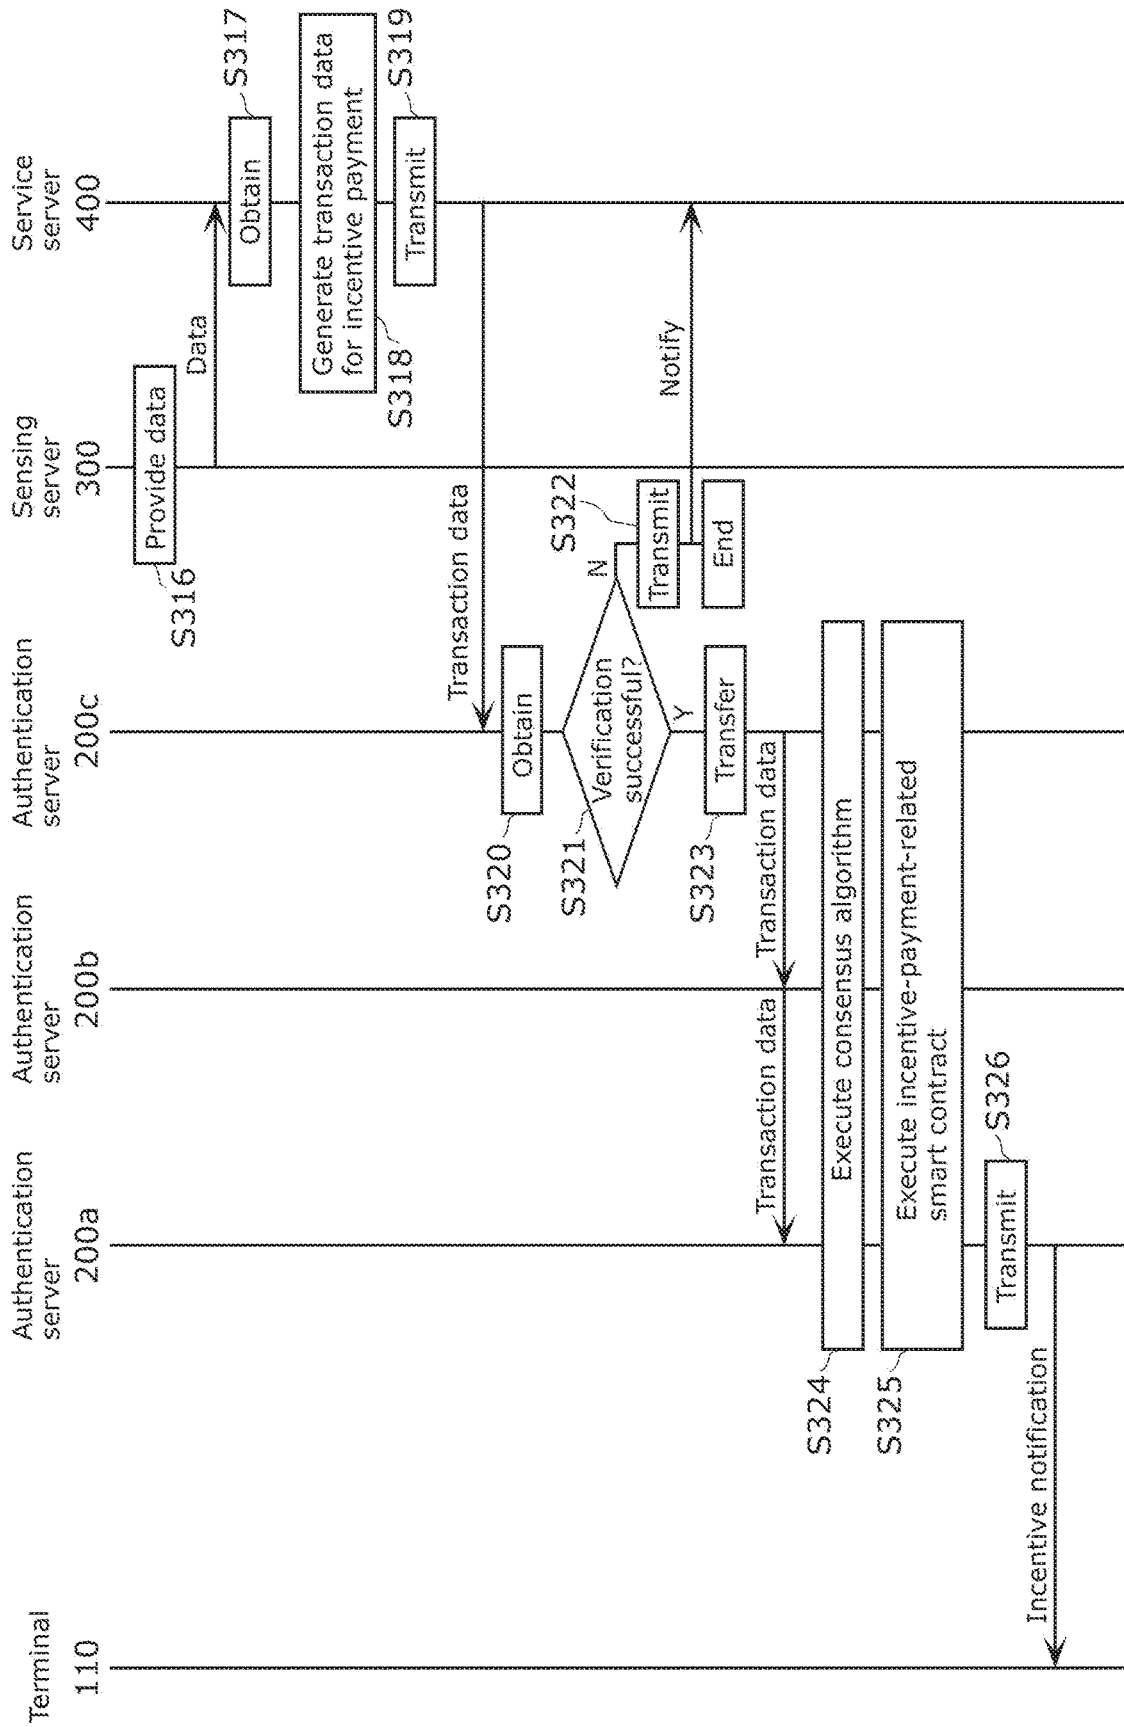 Terminal
110
Authentication
server
200a
Authentication
server
200b
Authentication
server
200c
Sensing
server
300
Service
server
400
Provide data
S316
Data
Obtain
S317
Generate transaction data
for incentive payment
S318
Transmit
S319
Transaction data
Obtain
S320
Verification
successful?
S321
N
Transmit
S322
Notify
End
Y
Transfer
S323
Transaction data
Transaction data
Execute consensus algorithm
S324
Execute incentive-payment-related
smart contract
S325
Transmit
S326
Incentive notification